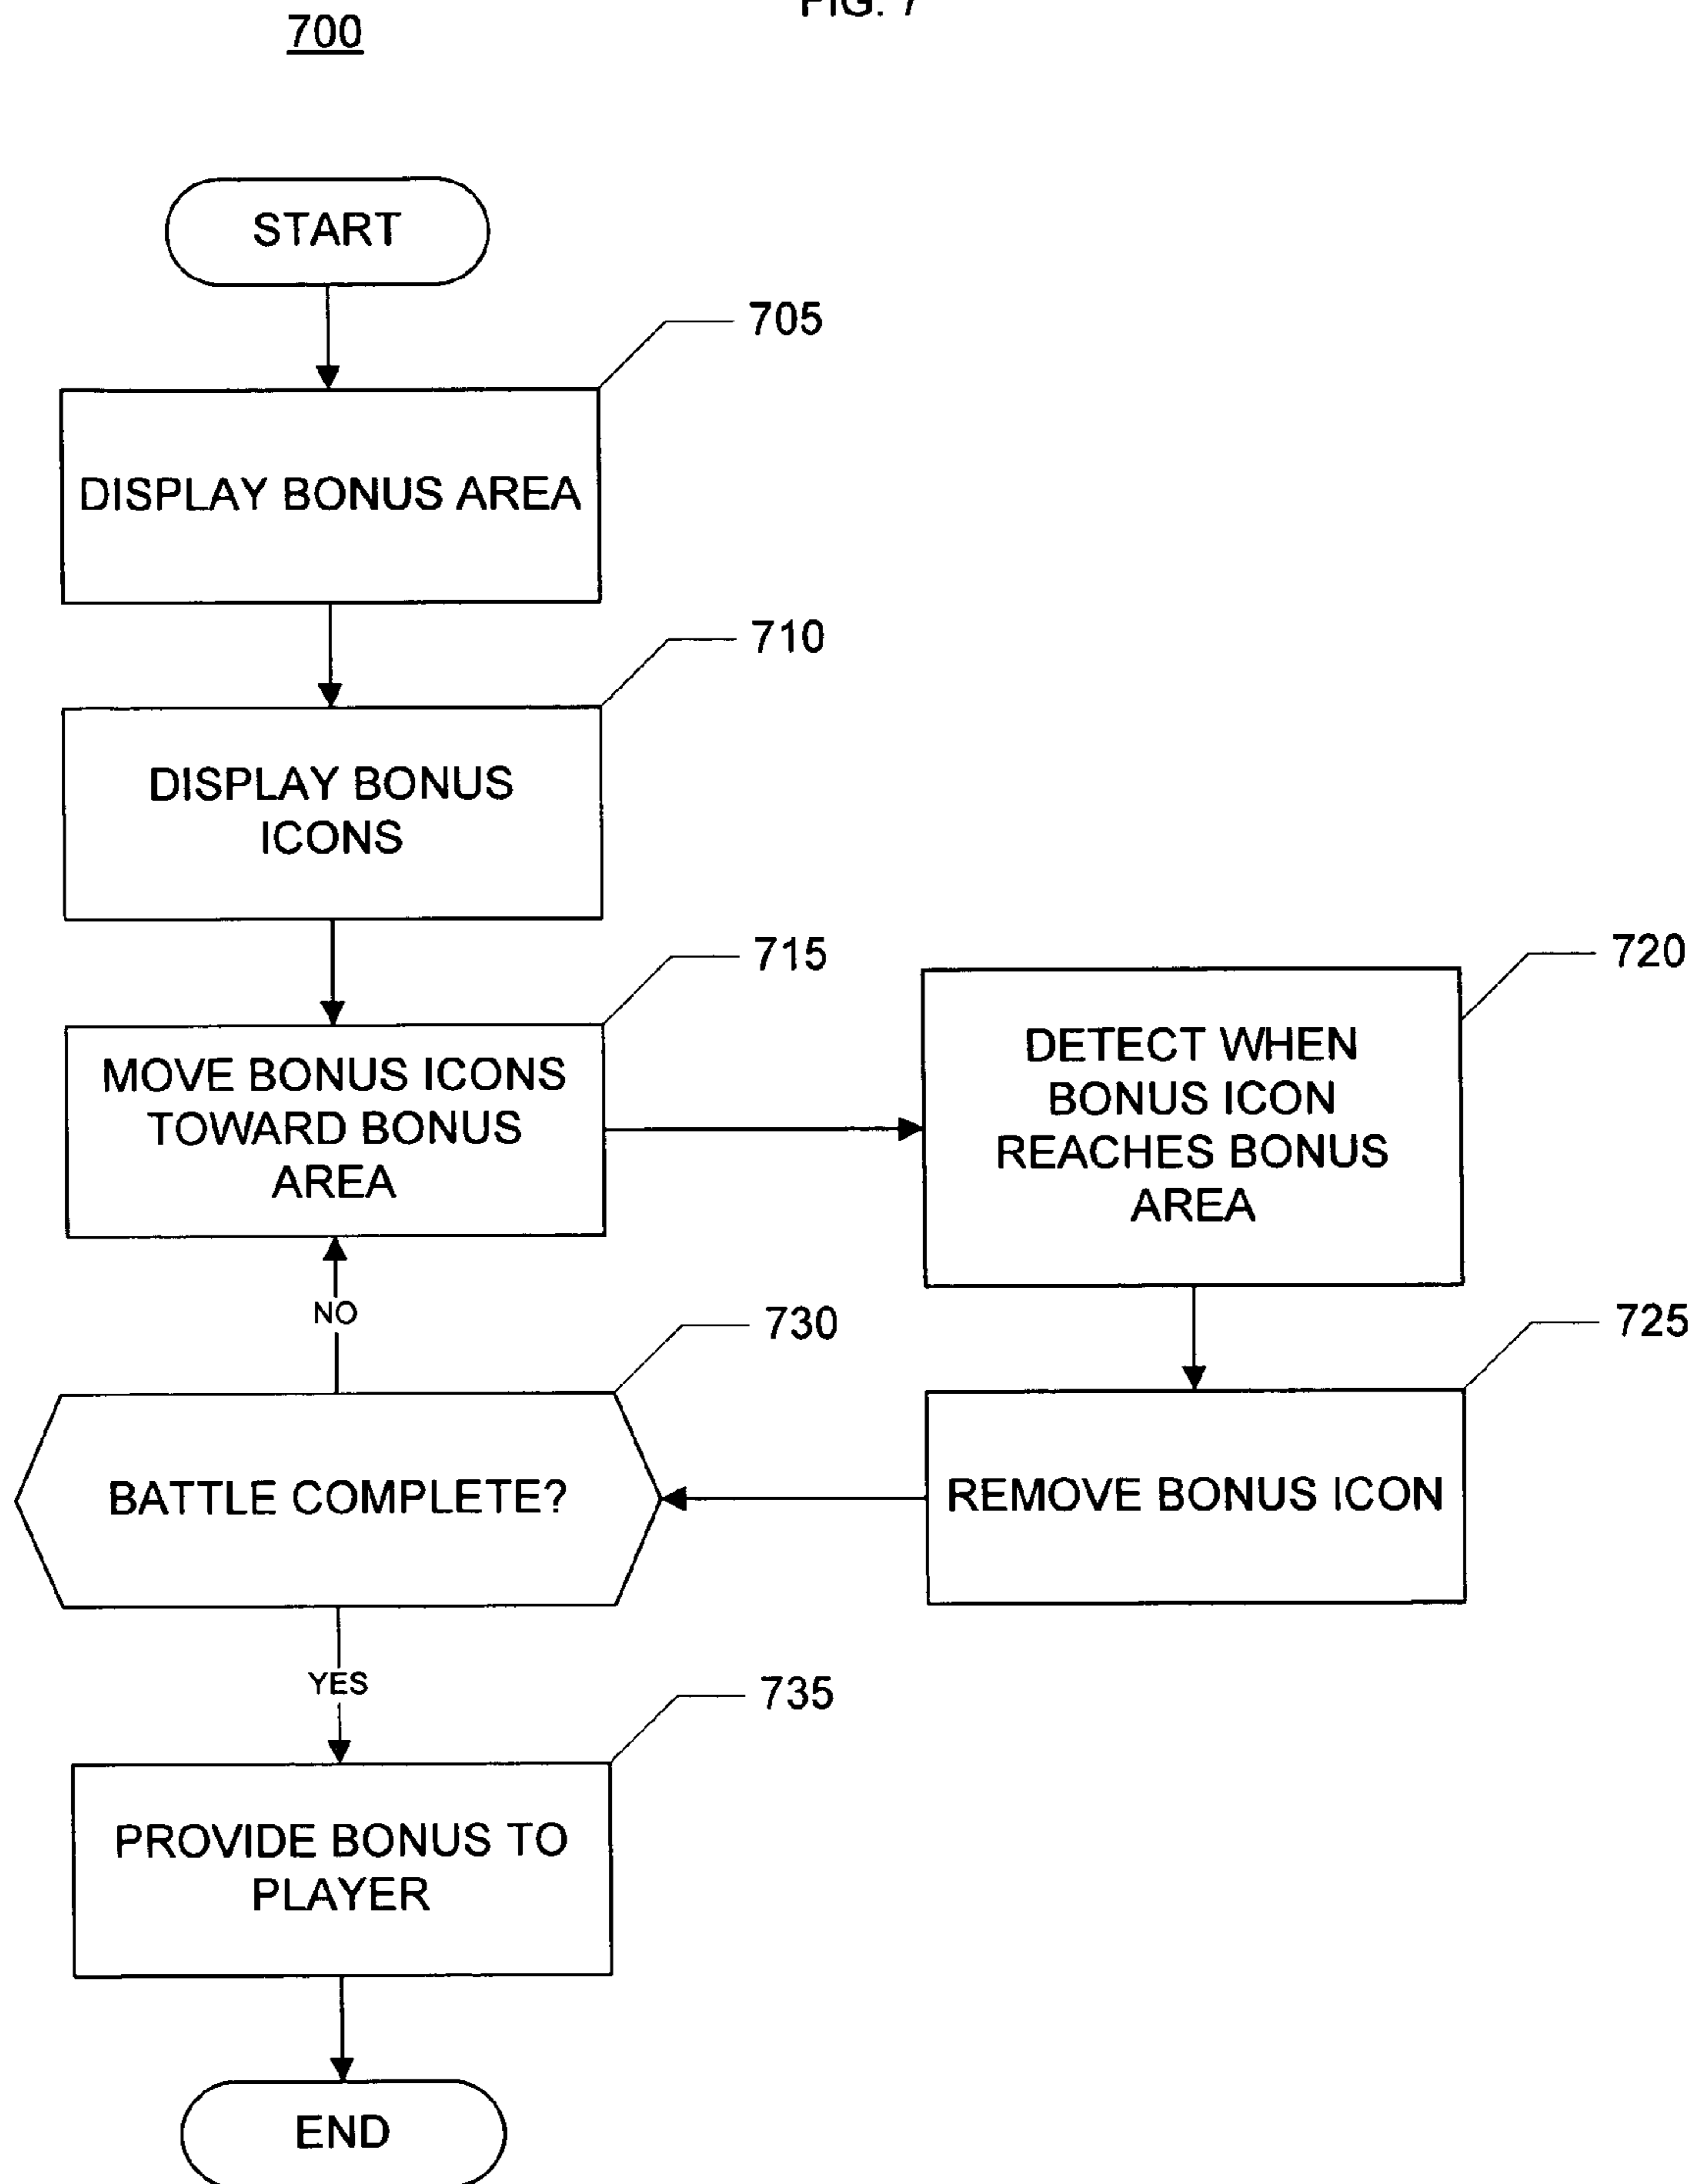 FIG. 7
700
START
705
DISPLAY BONUS AREA
710
DISPLAY BONUS
ICONS
715
MOVE BONUS ICONS
TOWARD BONUS
AREA
720
DETECT WHEN
BONUS ICON
REACHES BONUS
AREA
NO
730
BATTLE COMPLETE?
725
REMOVE BONUS ICON
YES
735
PROVIDE BONUS TO
PLAYER
END